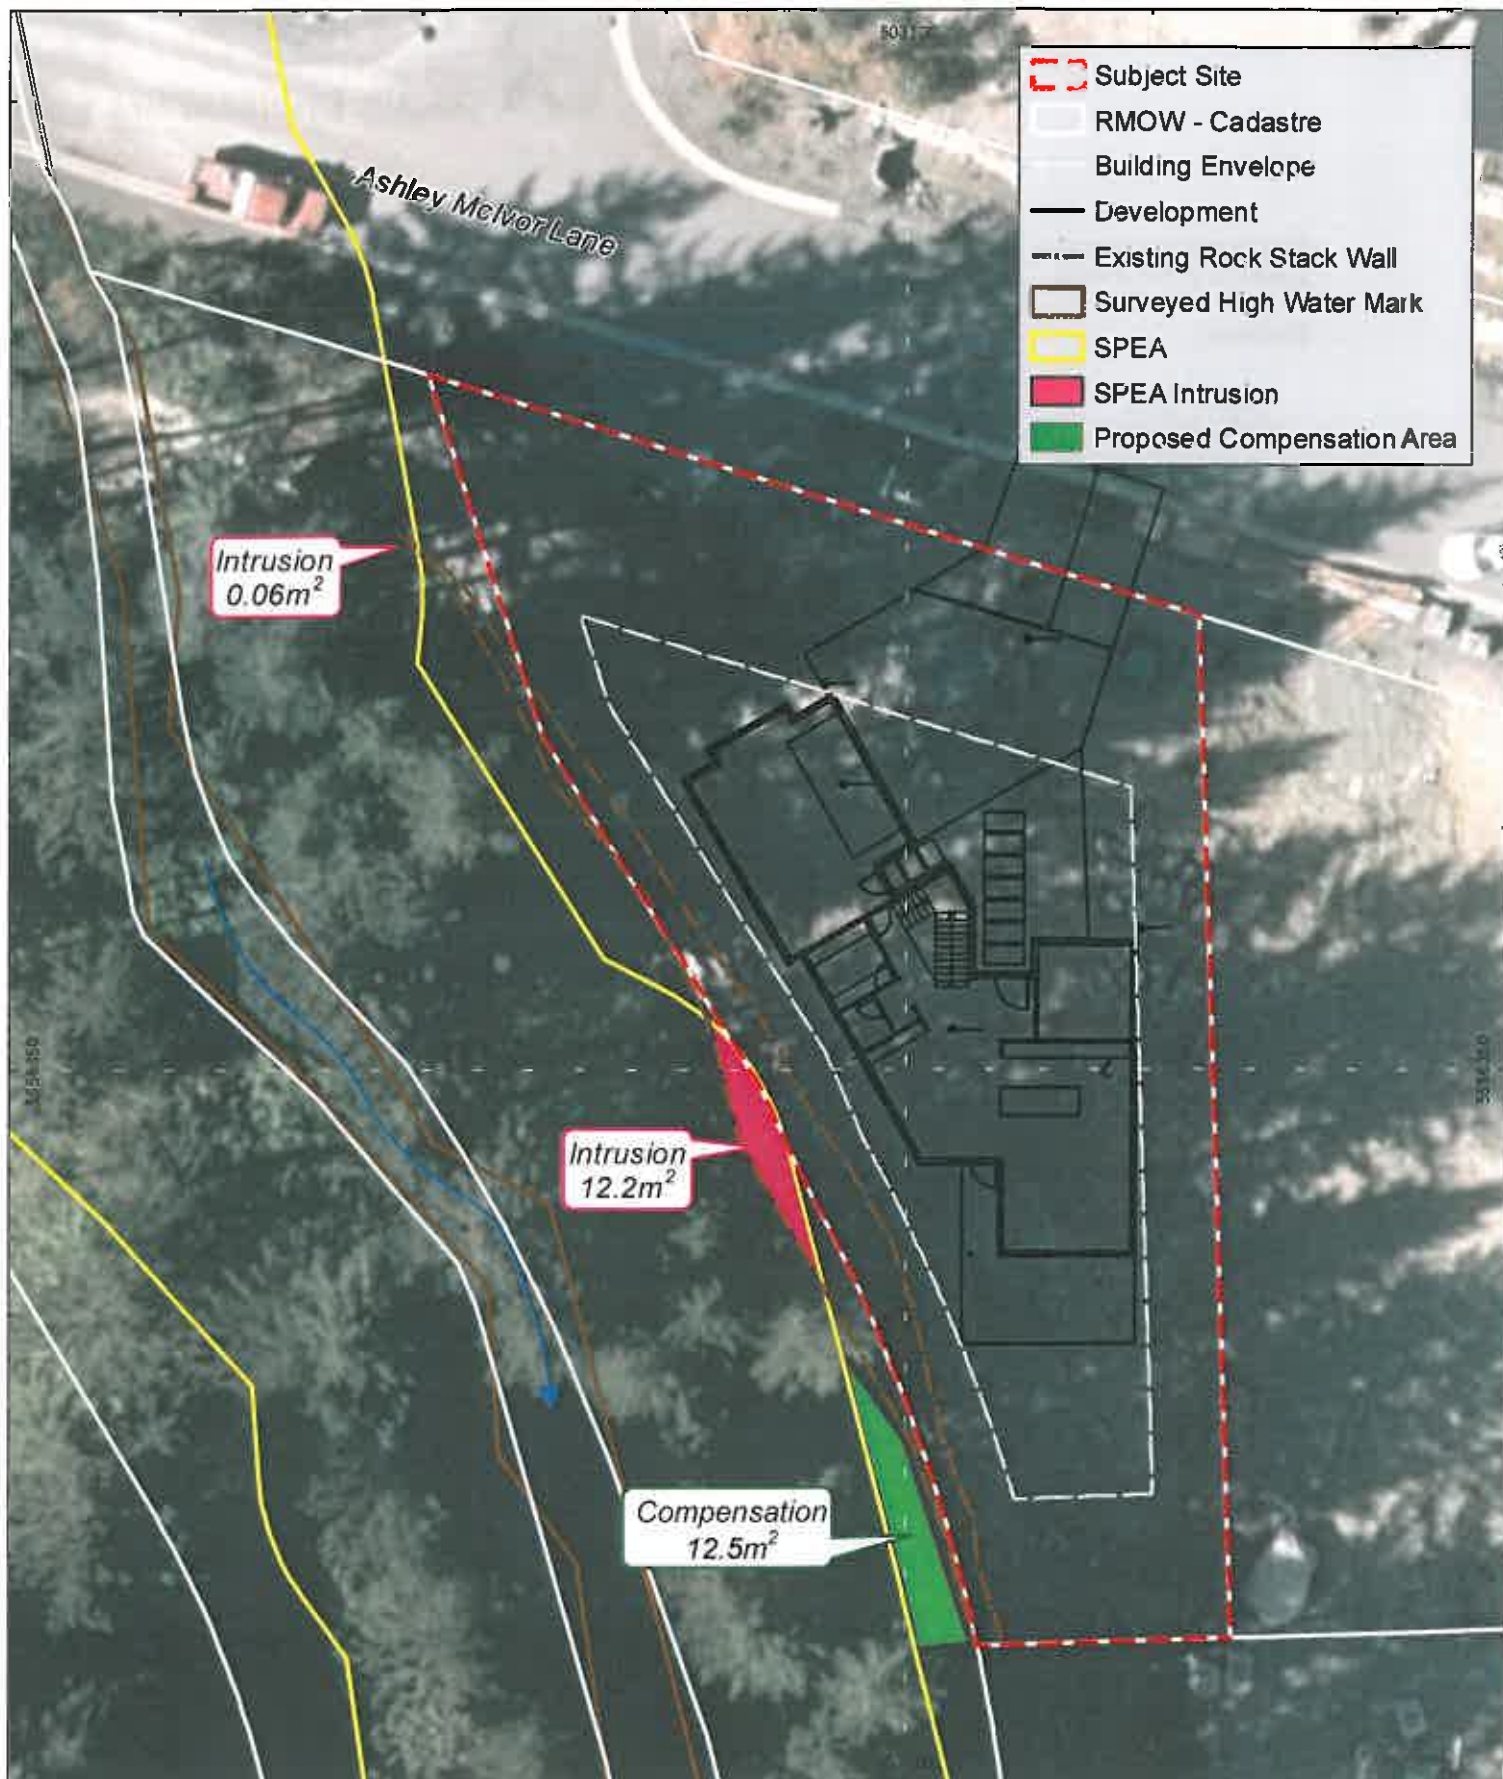 Subject Site
RMOW - Cadastre
Building Envelope
Development
Existing Rock Stack Wall
Surveyed High Water Mark
SPEA
SPEA Intrusion
Proposed Compensation Area
Ashley McIvor Lane
Intrusion
0.06m²
Intrusion
12.2m²
Compensation
12.5m²